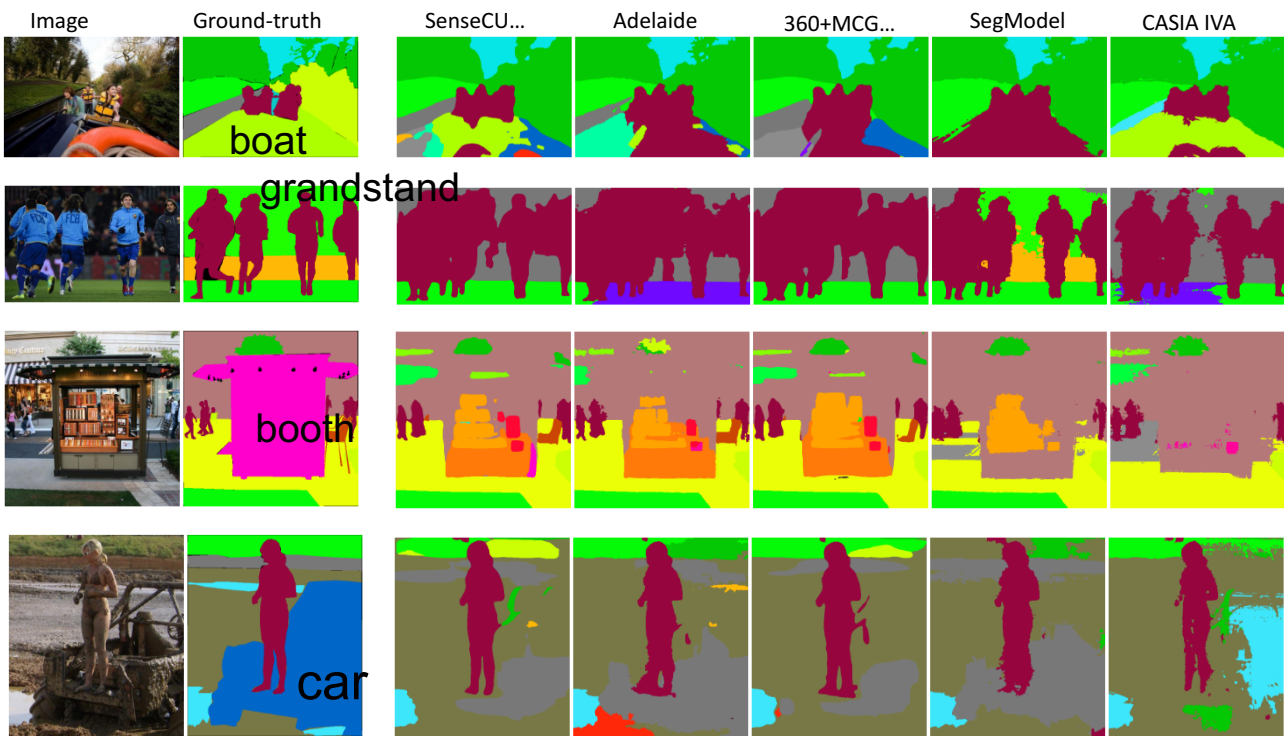 Image Ground-truth SenseCU... Adelaide 360+MCG... SegModel CASIA IVA
boat
grandstand
booth
car